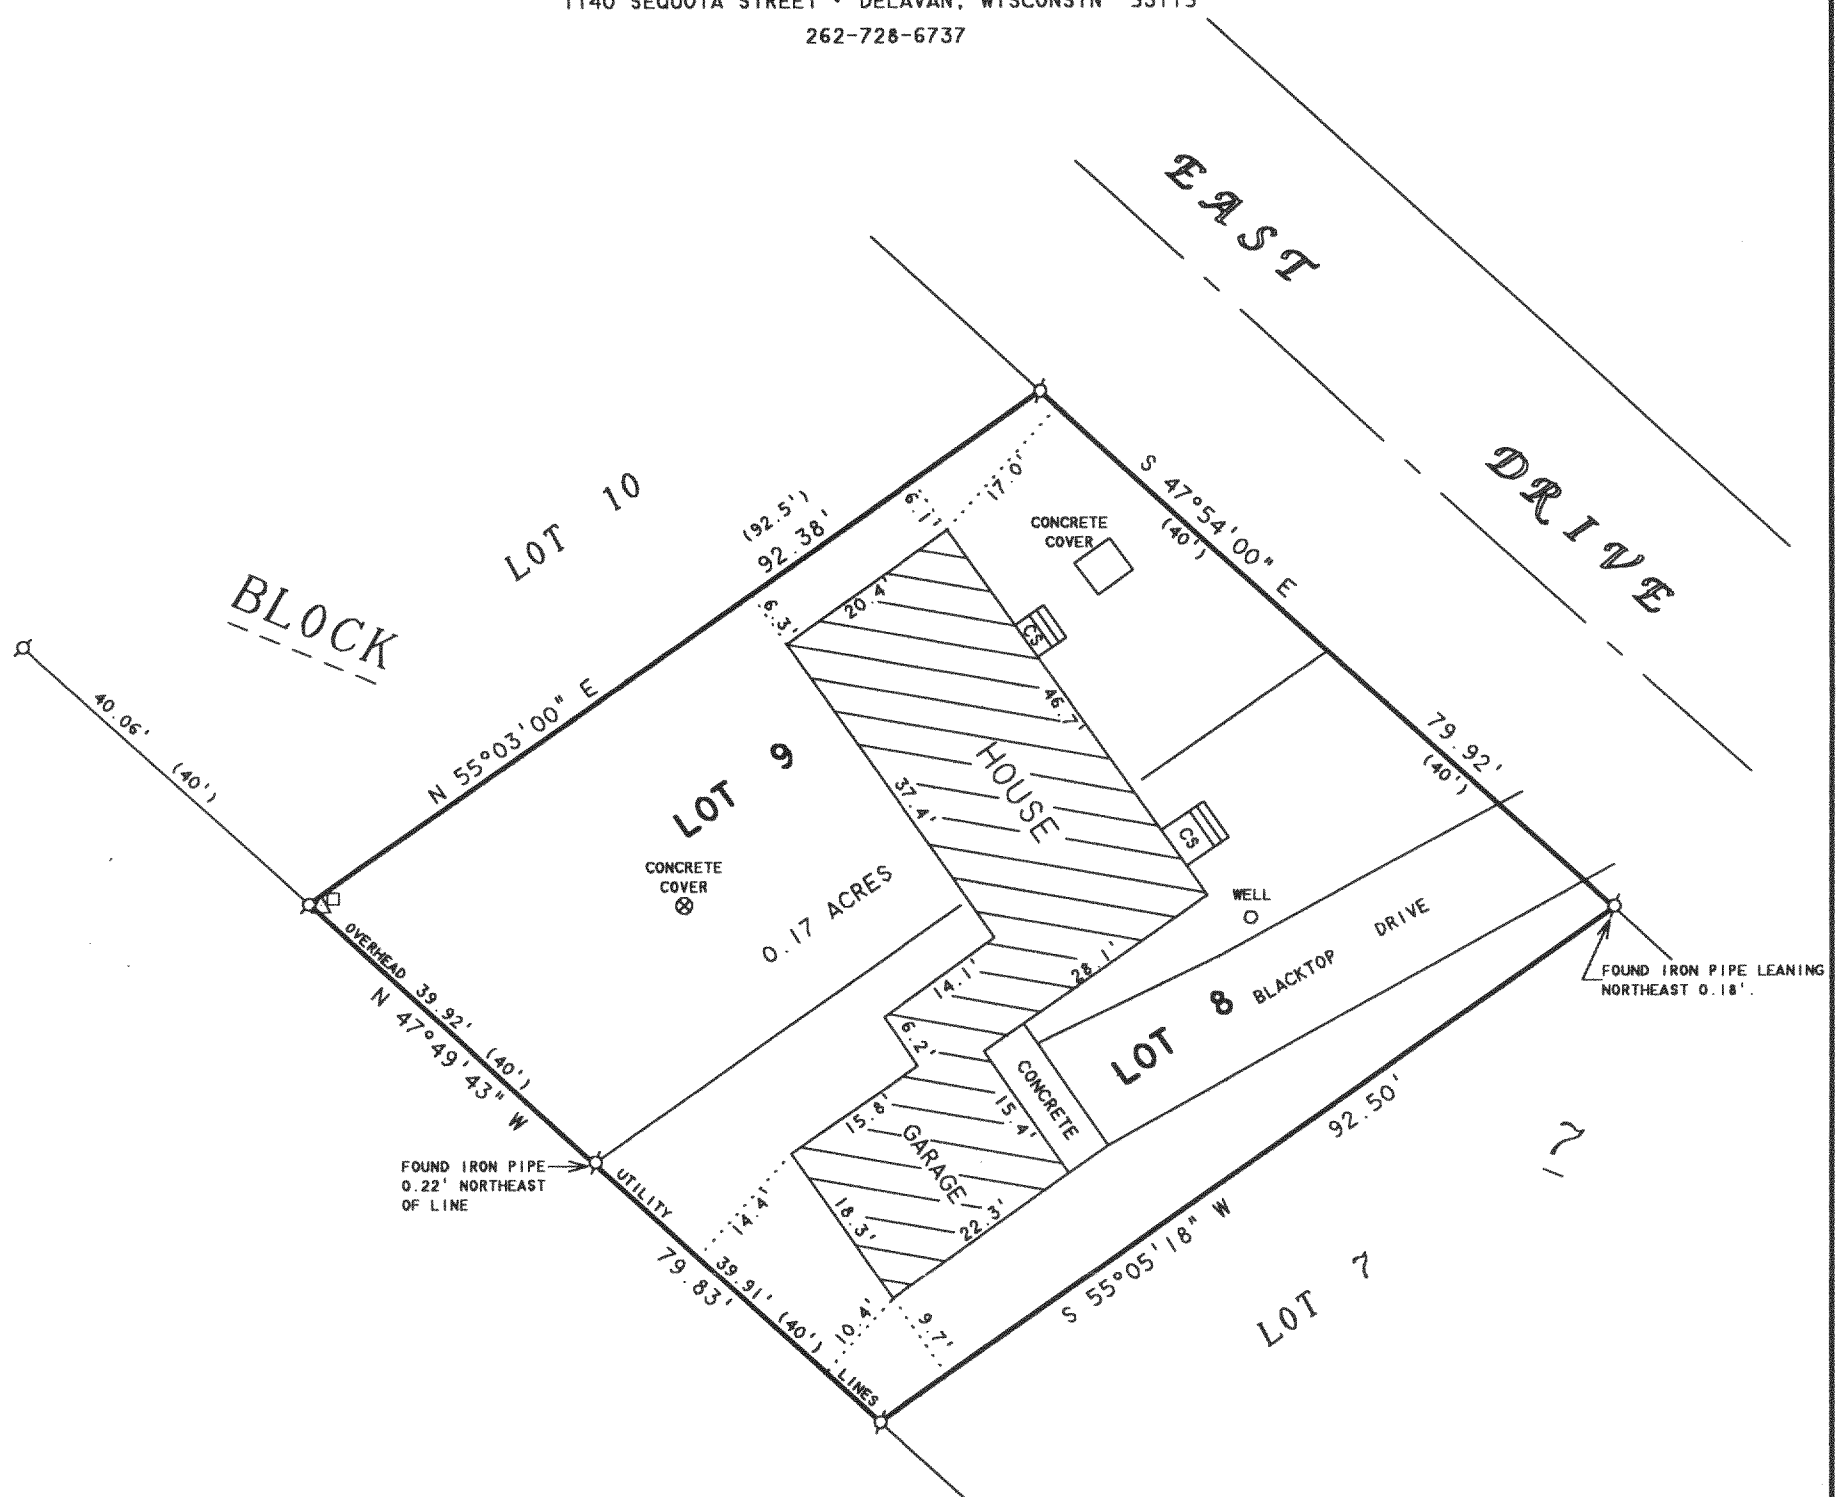 1140 SEQUOIA STREET · DELAVAN, WISCONSIN 53115
262-728-6737
EAST
DRIVE
LOT 10
BLOCK
(92.5')
92.38'
N 55°03'00" E
6.1'
17.0'
CONCRETE
COVER
S 47°54'00" E
(40')
79.92'
(40')
6.3'
20.4'
CS
46.7'
HOUSE
37.4'
CS
LOT 9
40.06'
(40')
CONCRETE
COVER
0.17 ACRES
WELL
BLACKTOP DRIVE
FOUND IRON PIPE LEANING
NORTHEAST 0.18'.
OVERHEAD
39.92'
(40')
N 47°49'43" W
14.1'
28.1'
6.2'
LOT 8
CONCRETE
15.4'
15.8'
GARAGE
18.3'
22.3'
FOUND IRON PIPE
0.22' NORTHEAST
OF LINE
UTILITY
14.4'
39.91' (40')
79.83'
10.4'
9.7'
LINES
92.50'
S 55°05'18" W
LOT 7
7